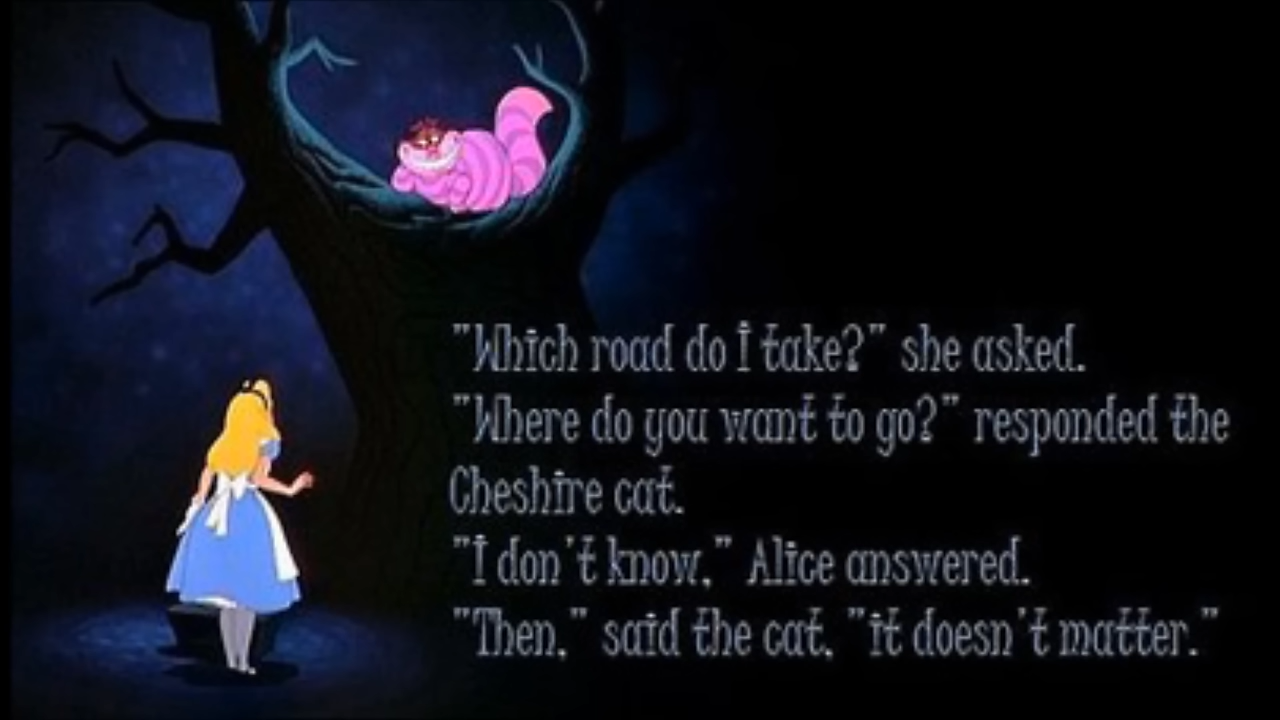 "Which road do I take?" she asked.
"Where do you want to go?" responded the
Cheshire cat.
"I don't know," Alice answered.
"Then," said the cat, "it doesn't matter."